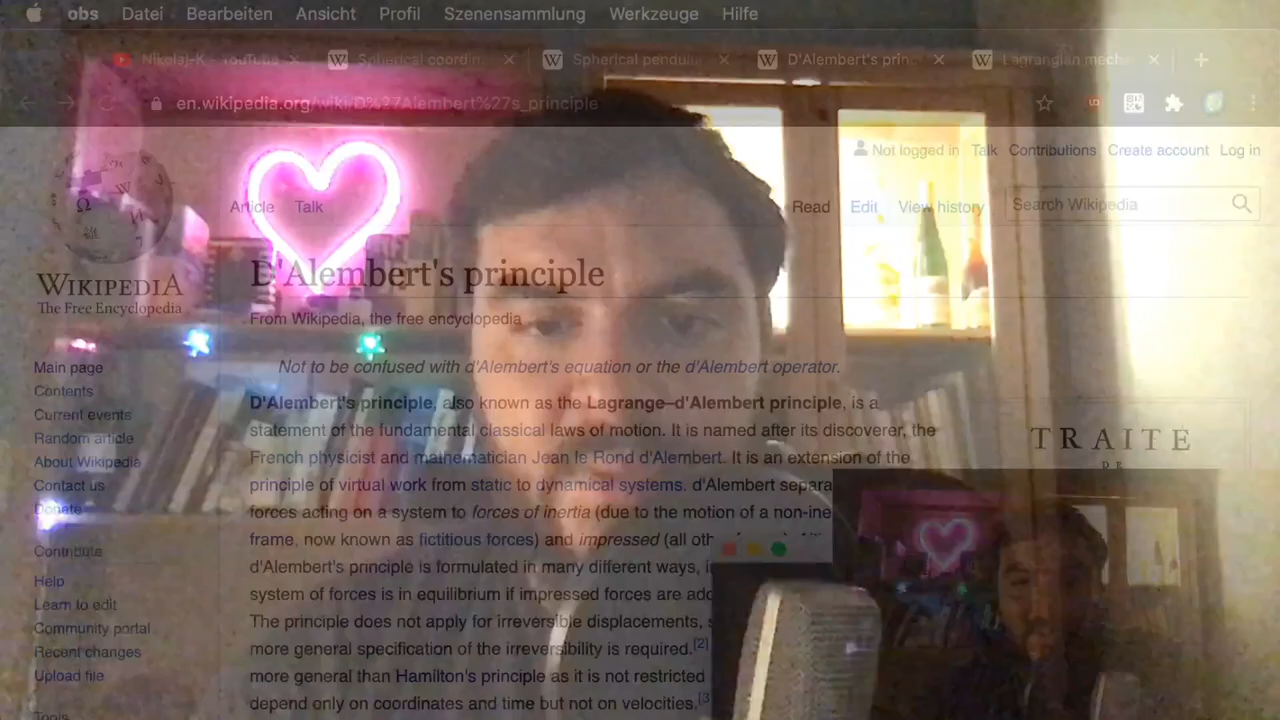 obs Datei Bearbeiten Ansicht Profil Szenensammlung Werkzeuge Hilfe
Nikolaj-K - YouTube Spherical coordin Spherical pendulu D'Alembert's prin Lagrangian mech
en.wikipedia.org/wiki/D%27Alembert%27s_principle
Not logged in Talk Contributions Create account Log in
Article Talk Read Edit View history Search Wikipedia
WIKIPEDIA
The Free Encyclopedia
D'Alembert's principle
From Wikipedia, the free encyclopedia
Not to be confused with d'Alembert's equation or the d'Alembert operator.
Main page
Contents
Current events
Random article
About Wikipedia
Contact us
Donate
Contribute
Help
Learn to edit
Community portal
Recent changes
Upload file
Tools
D'Alembert's principle, also known as the Lagrange–d'Alembert principle, is a
statement of the fundamental classical laws of motion. It is named after its discoverer, the
French physicist and mathematician Jean le Rond d'Alembert. It is an extension of the
principle of virtual work from static to dynamical systems. d'Alembert separa
forces acting on a system to forces of inertia (due to the motion of a non-ine
frame, now known as fictitious forces) and impressed (all oth
d'Alembert's principle is formulated in many different ways, i
system of forces is in equilibrium if impressed forces are add
The principle does not apply for irreversible displacements, s
more general specification of the irreversibility is required.[2]
more general than Hamilton's principle as it is not restricted
depend only on coordinates and time but not on velocities.[3
TRAITE
DE